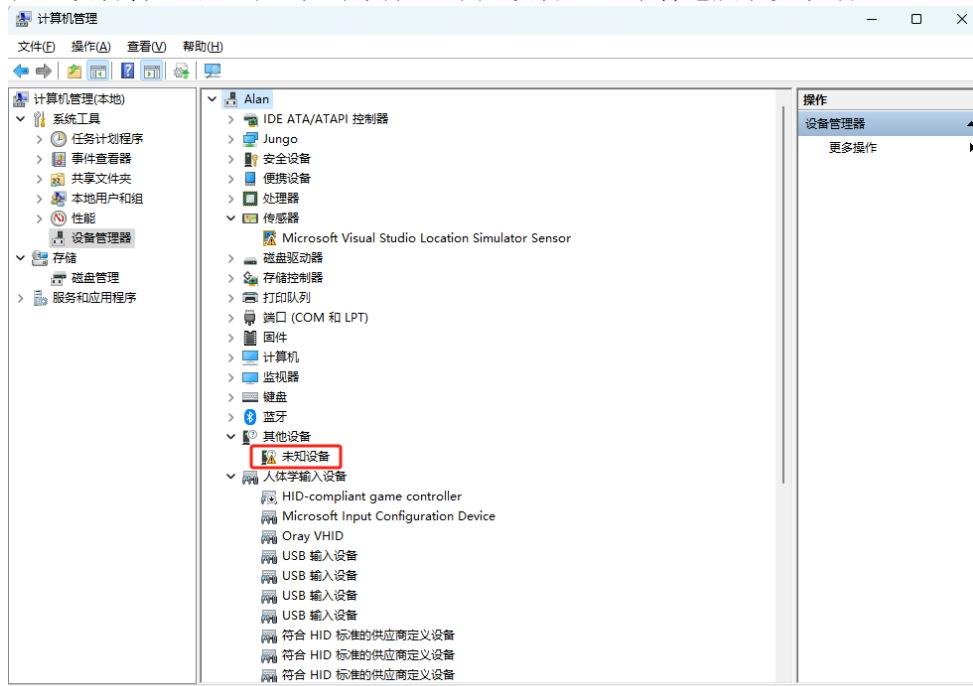 计算机管理
文件(F) 操作(A) 查看(V) 帮助(H)
计算机管理(本地)
系统工具
任务计划程序
事件查看器
共享文件夹
本地用户和组
性能
设备管理器
存储
磁盘管理
服务和应用程序
Alan
IDE ATA/ATAPI 控制器
Jungo
安全设备
便携设备
处理器
传感器
Microsoft Visual Studio Location Simulator Sensor
磁盘驱动器
存储控制器
打印队列
端口 (COM 和 LPT)
固件
计算机
监视器
键盘
蓝牙
其他设备
未知设备
人体学输入设备
HID-compliant game controller
Microsoft Input Configuration Device
Oray VHID
USB 输入设备
USB 输入设备
USB 输入设备
USB 输入设备
符合 HID 标准的供应商定义设备
符合 HID 标准的供应商定义设备
符合 HID 标准的供应商定义设备
操作
设备管理器
更多操作